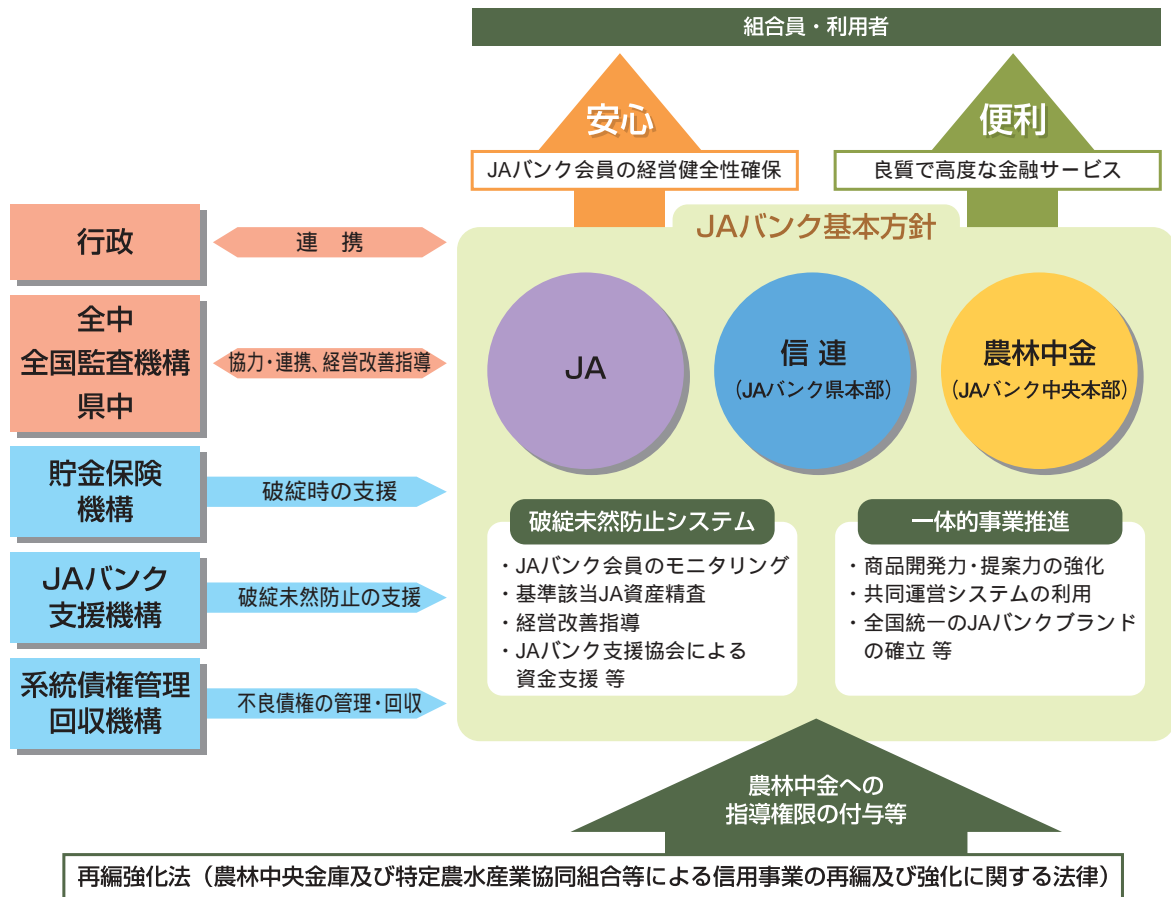 組合員・利用者
安心
便利
JAバンク会員の経営健全性確保
良質で高度な金融サービス
JAバンク基本方針
行政
連　携
全中
全国監査機構
県中
協力・連携、経営改善指導
貯金保険
機構
破綻時の支援
JAバンク
支援機構
破綻未然防止の支援
系統債権管理
回収機構
不良債権の管理・回収
JA
信 連
（JAバンク県本部）
農林中金
（JAバンク中央本部）
破綻未然防止システム
・JAバンク会員のモニタリング
・基準該当JA資産精査
・経営改善指導
・JAバンク支援協会による
資金支援 等
一体的事業推進
・商品開発力・提案力の強化
・共同運営システムの利用
・全国統一のJAバンクブランド
の確立 等
農林中金への
指導権限の付与等
再編強化法（農林中央金庫及び特定農水産業協同組合等による信用事業の再編及び強化に関する法律）